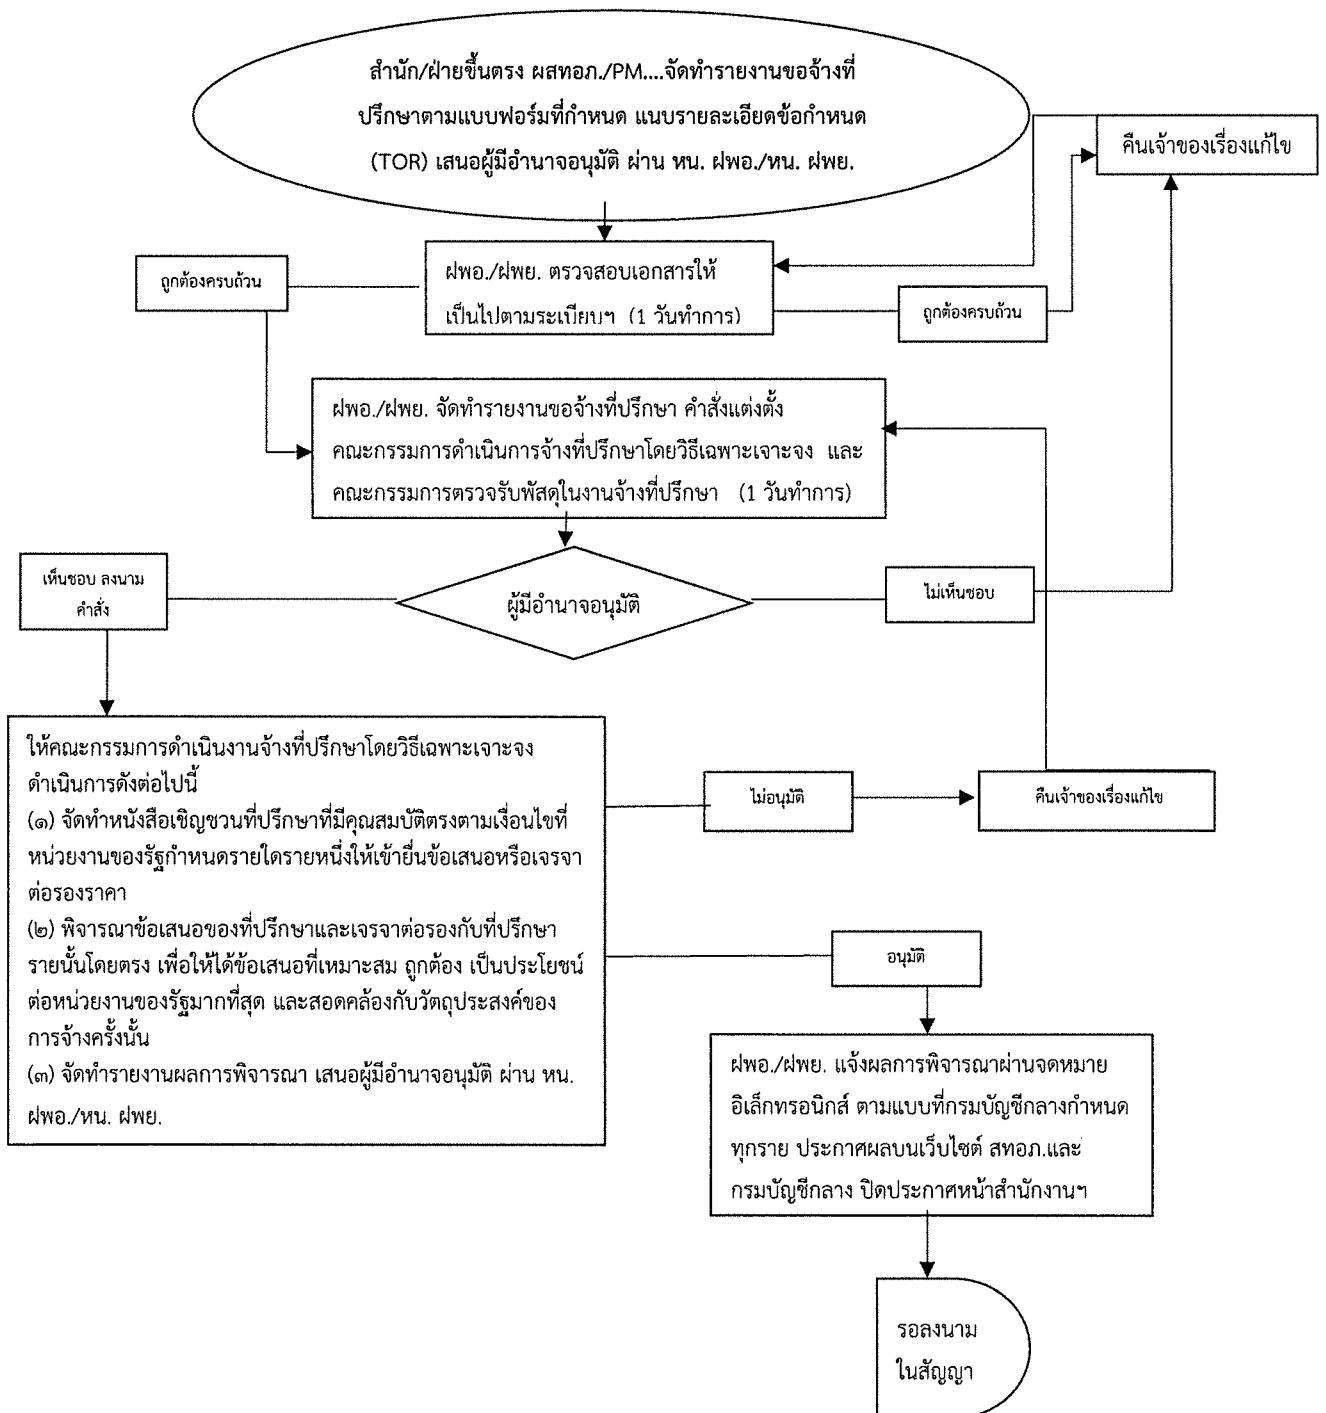 สำนัก/ฝ่ายขึ้นตรง ผสทอภ./PM....จัดทำรายงานขอจ้างที่
ปรึกษาตามแบบฟอร์มที่กำหนด แนบรายละเอียดข้อกำหนด
(TOR) เสนอผู้มีอำนาจอนุมัติ ผ่าน หน. ฝพอ./หน. ฝพย.
คืนเจ้าของเรื่องแก้ไข
ถูกต้องครบถ้วน
ฝพอ./ฝพย. ตรวจสอบเอกสารให้
เป็นไปตามระเบียบฯ (1 วันทำการ)
ถูกต้องครบถ้วน
ฝพอ./ฝพย. จัดทำรายงานขอจ้างที่ปรึกษา คำสั่งแต่งตั้ง
คณะกรรมการดำเนินการจ้างที่ปรึกษาโดยวิธีเฉพาะเจาะจง และ
คณะกรรมการตรวจรับพัสดุในงานจ้างที่ปรึกษา (1 วันทำการ)
เห็นชอบ ลงนาม
คำสั่ง
ผู้มีอำนาจอนุมัติ
ไม่เห็นชอบ
ให้คณะกรรมการดำเนินงานจ้างที่ปรึกษาโดยวิธีเฉพาะเจาะจง
ดำเนินการดังต่อไปนี้
(๑) จัดทำหนังสือเชิญชวนที่ปรึกษาที่มีคุณสมบัติตรงตามเงื่อนไขที่
หน่วยงานของรัฐกำหนดรายใดรายหนึ่งให้เข้ายื่นข้อเสนอหรือเจรจา
ต่อรองราคา
(๒) พิจารณาข้อเสนอของที่ปรึกษาและเจรจาต่อรองกับที่ปรึกษา
รายนั้นโดยตรง เพื่อให้ได้ข้อเสนอที่เหมาะสม ถูกต้อง เป็นประโยชน์
ต่อหน่วยงานของรัฐมากที่สุด และสอดคล้องกับวัตถุประสงค์ของ
การจ้างครั้งนั้น
(๓) จัดทำรายงานผลการพิจารณา เสนอผู้มีอำนาจอนุมัติ ผ่าน หน.
ฝพอ./หน. ฝพย.
ไม่อนุมัติ
คืนเจ้าของเรื่องแก้ไข
อนุมัติ
ฝพอ./ฝพย. แจ้งผลการพิจารณาผ่านจดหมาย
อิเล็กทรอนิกส์ ตามแบบที่กรมบัญชีกลางกำหนด
ทุกราย ประกาศผลบนเว็บไซต์ สทอภ.และ
กรมบัญชีกลาง ปิดประกาศหน้าสำนักงานฯ
รอลงนาม
ในสัญญา